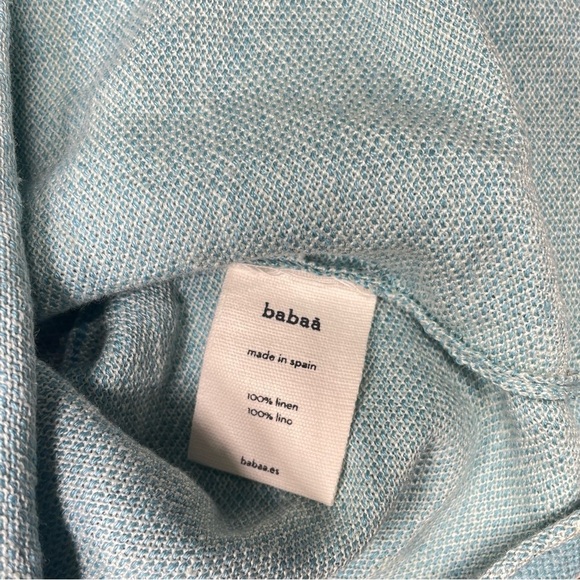 babaà
made in spain
100% linen
100% lino
babaa.es